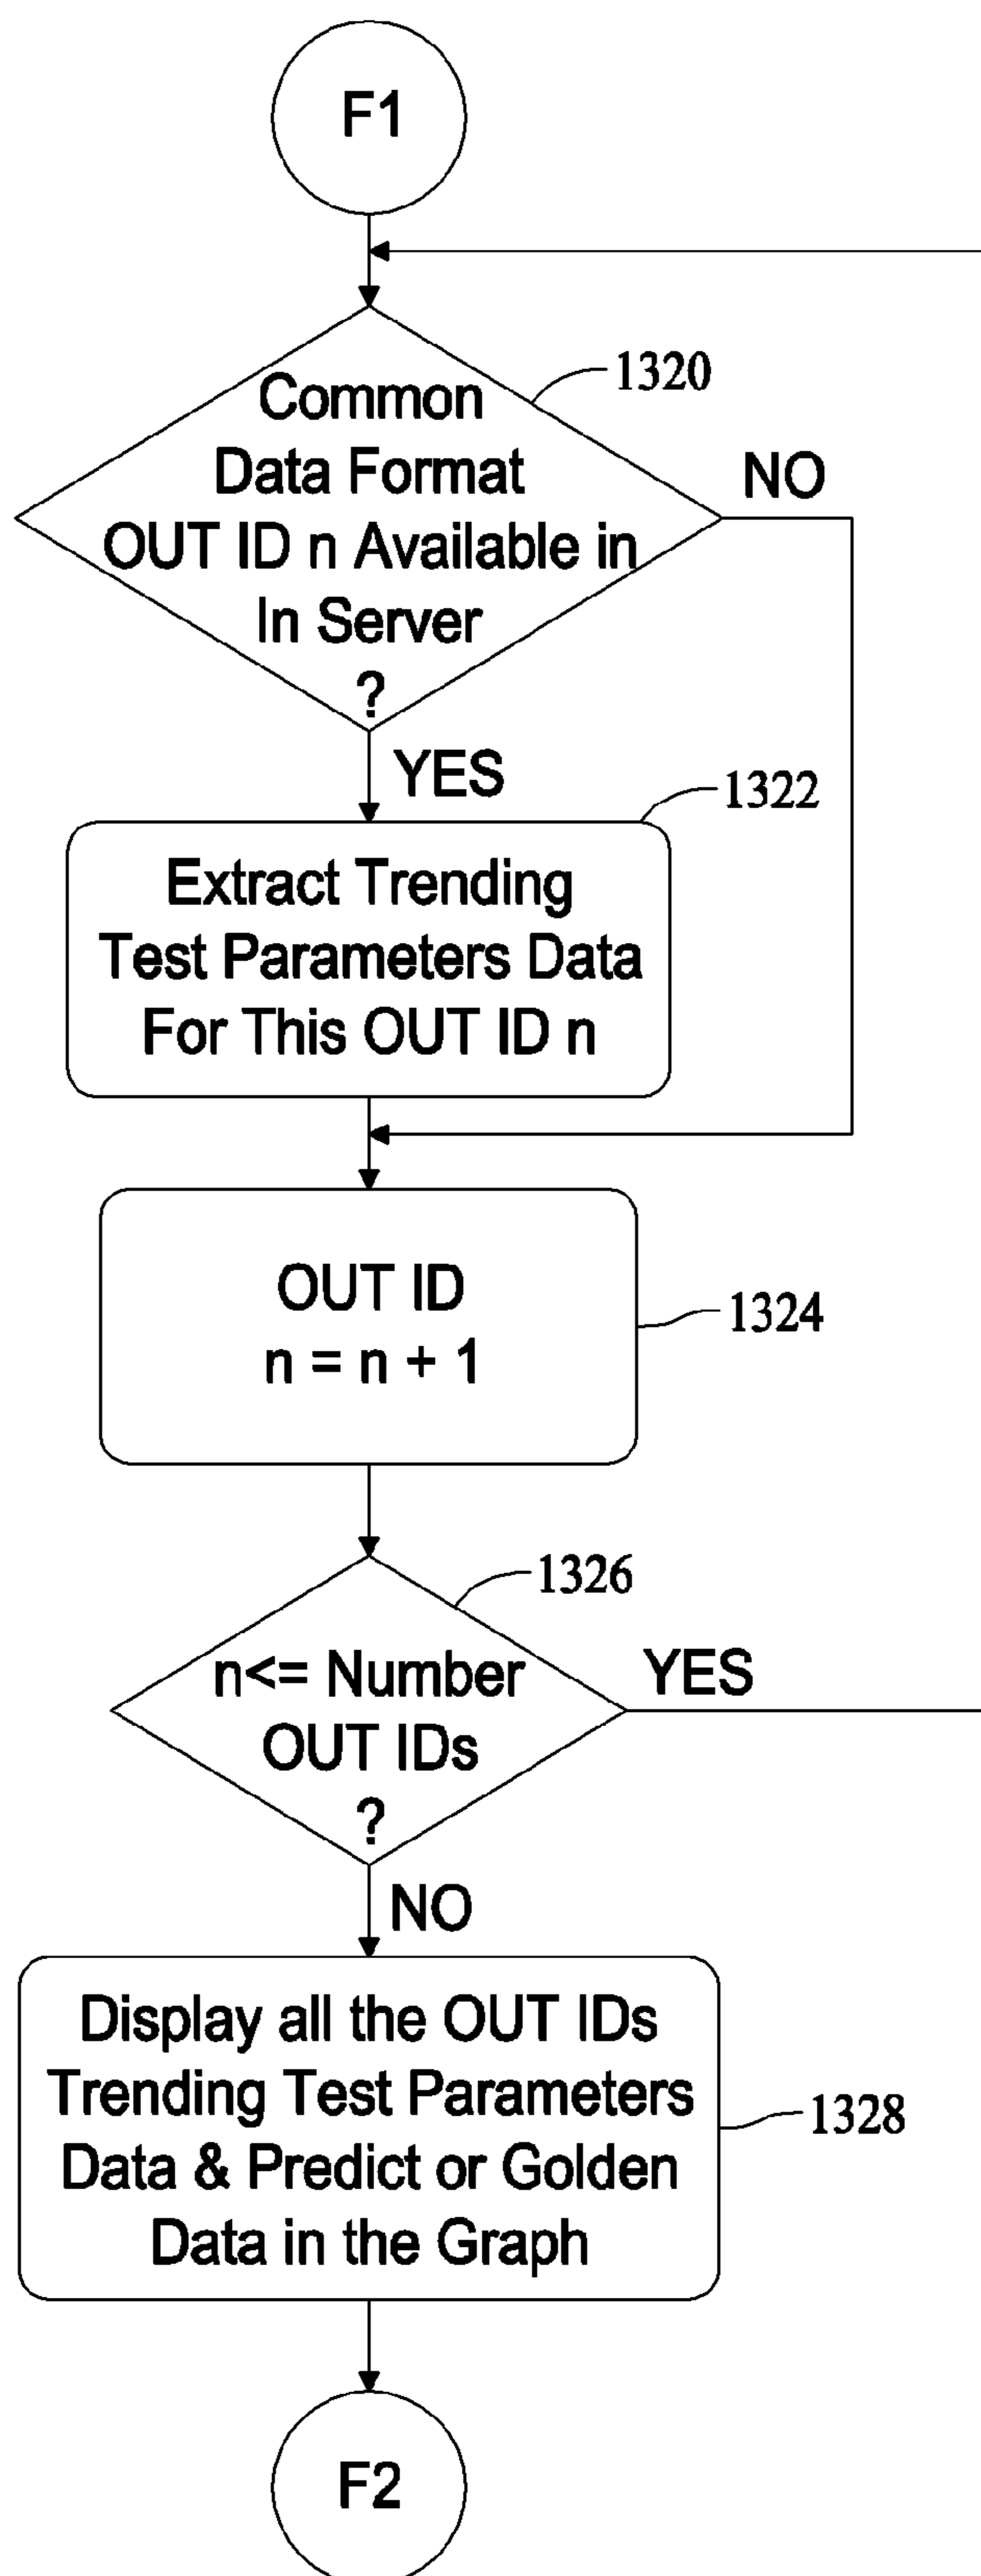 F1
1320
Common
Data Format
NO
OUT ID n Available in
In Server
?
YES
1322
Extract Trending
Test Parameters Data
For This OUT ID n
OUT ID
1324
n = n + 1
1326
n<= Number
YES
OUT IDs
?
NO
Display all the OUT IDs
Trending Test Parameters
1328
Data & Predict or Golden
Data in the Graph
F2